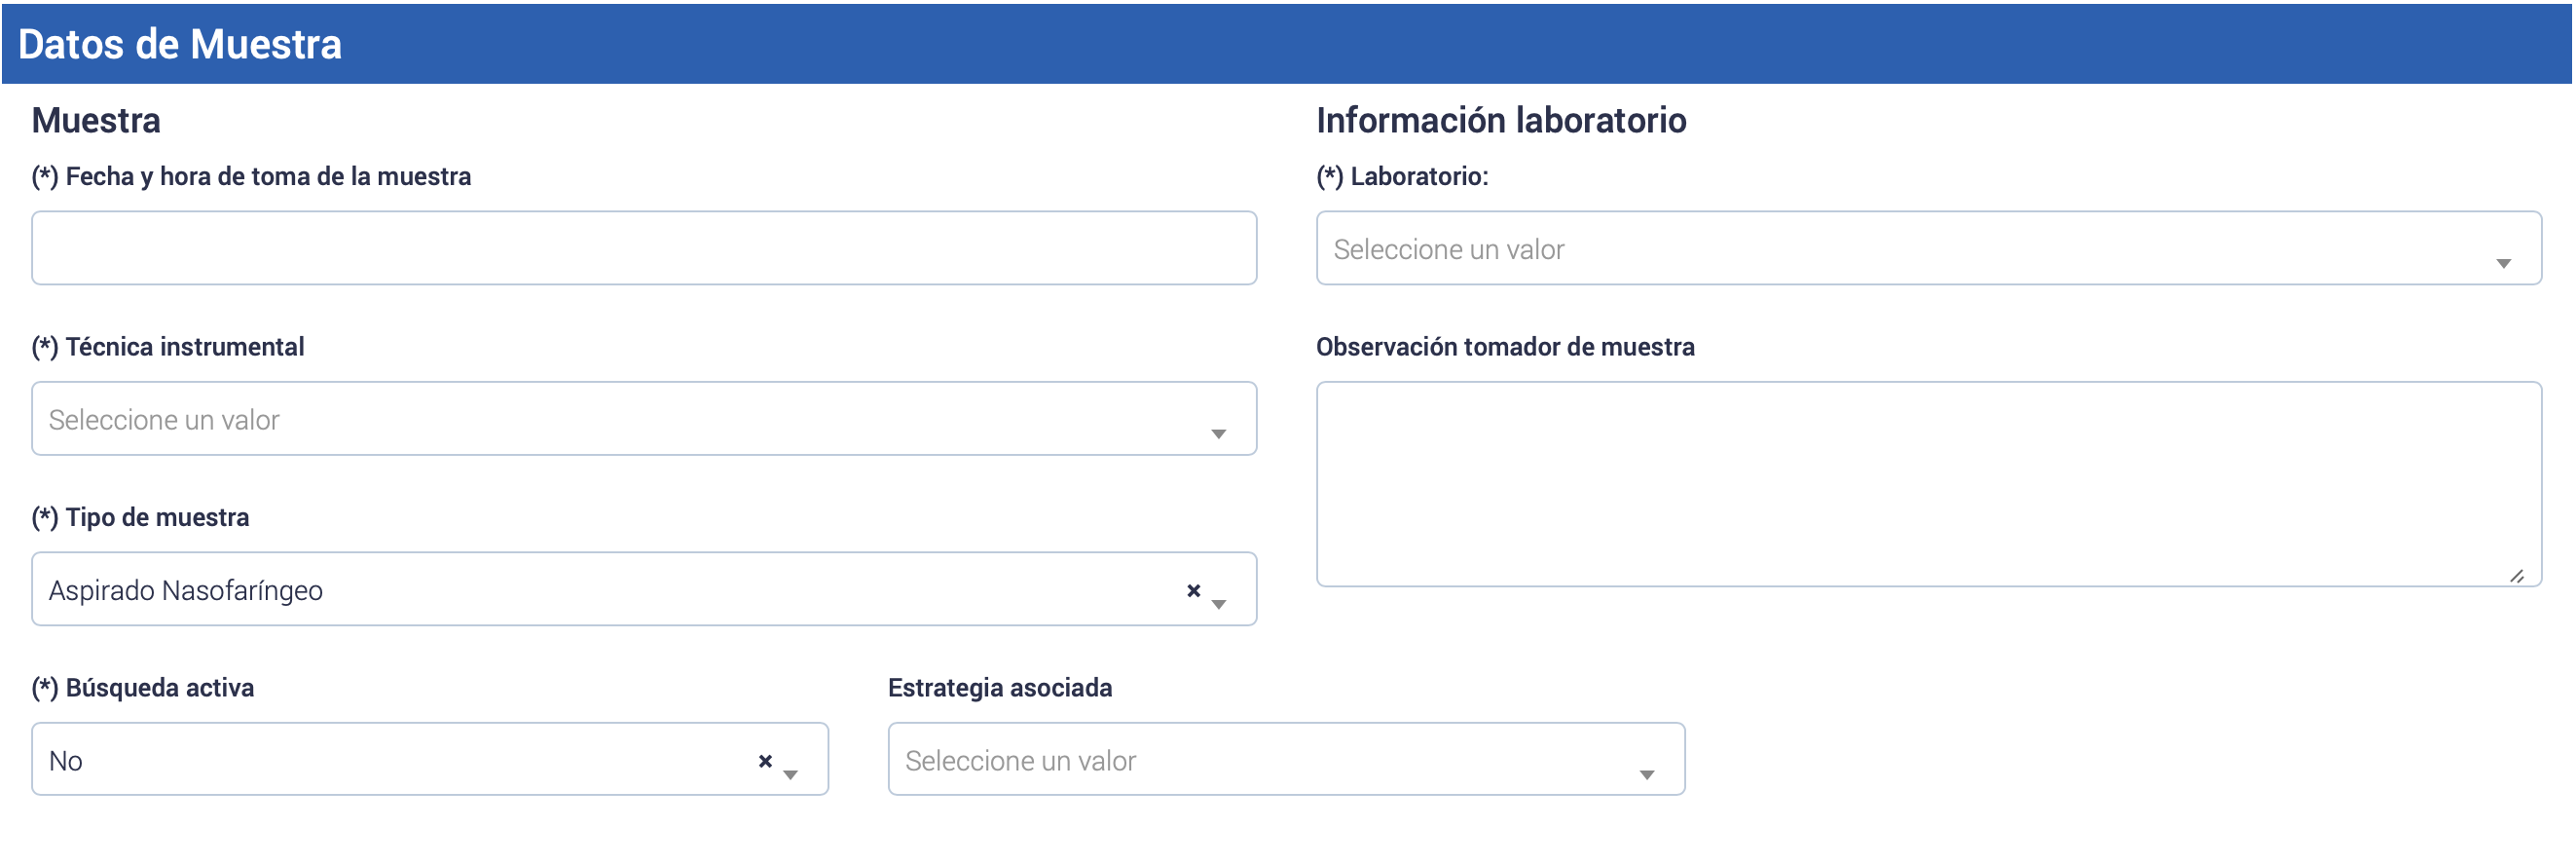 Datos de Muestra
Muestra
(*) Fecha y hora de toma de la muestra
(*) Técnica instrumental
Seleccione un valor
(*) Tipo de muestra
Aspirado Nasofaríngeo
×
(*) Búsqueda activa
No
×
Estrategia asociada
Seleccione un valor
Información laboratorio
(*) Laboratorio:
Seleccione un valor
Observación tomador de muestra